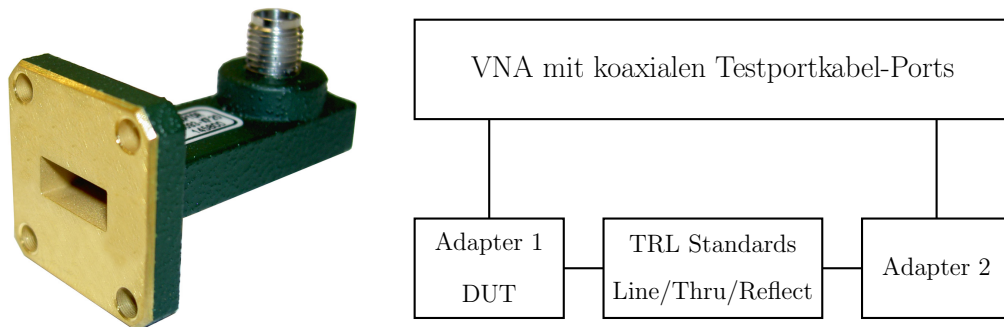 VNA mit koaxialen Testportkabel-Ports
Adapter 1
DUT
TRL Standards
Line/Thru/Reflect
Adapter 2